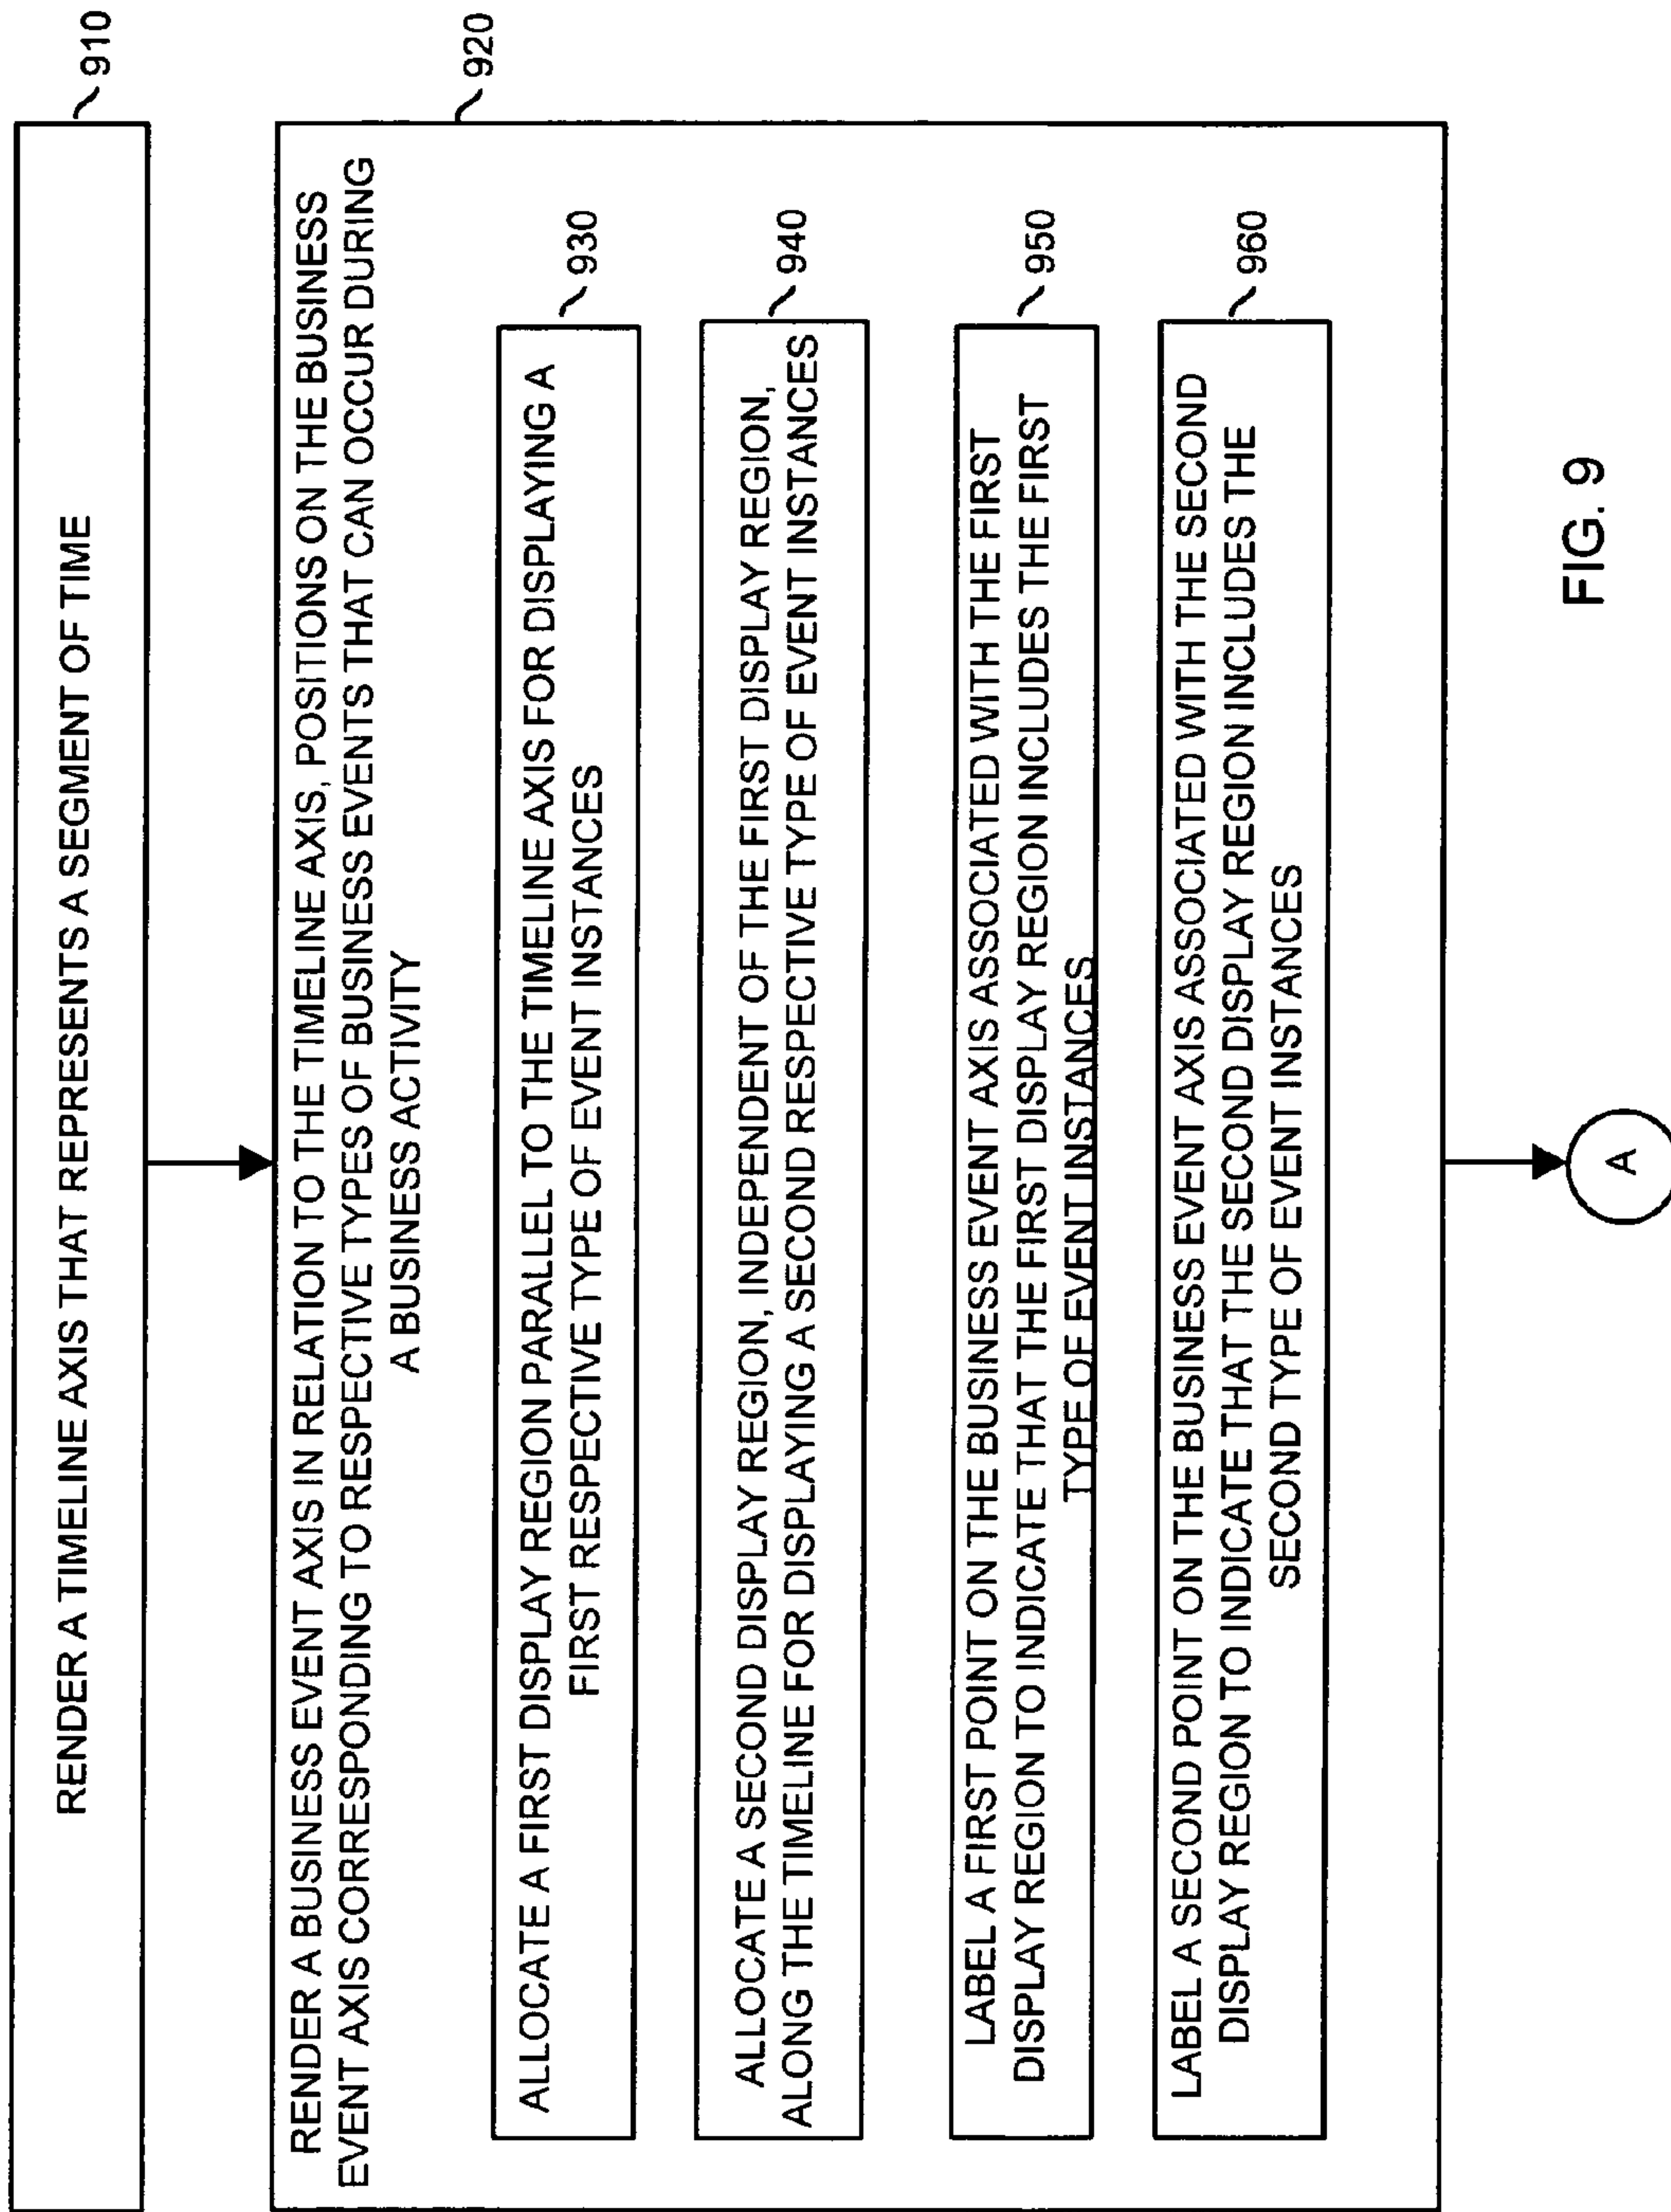 RENDER A TIMELINE AXIS THAT REPRESENTS A SEGMENT OF TIME
910
RENDER A BUSINESS EVENT AXIS IN RELATION TO THE TIMELINE AXIS, POSITIONS ON THE BUSINESS
EVENT AXIS CORRESPONDING TO RESPECTIVE TYPES OF BUSINESS EVENTS THAT CAN OCCUR DURING
A BUSINESS ACTIVITY
920
ALLOCATE A FIRST DISPLAY REGION PARALLEL TO THE TIMELINE AXIS FOR DISPLAYING A
FIRST RESPECTIVE TYPE OF EVENT INSTANCES
930
ALLOCATE A SECOND DISPLAY REGION, INDEPENDENT OF THE FIRST DISPLAY REGION,
ALONG THE TIMELINE FOR DISPLAYING A SECOND RESPECTIVE TYPE OF EVENT INSTANCES
940
LABEL A FIRST POINT ON THE BUSINESS EVENT AXIS ASSOCIATED WITH THE FIRST
DISPLAY REGION TO INDICATE THAT THE FIRST DISPLAY REGION INCLUDES THE FIRST
TYPE OF EVENT INSTANCES
950
LABEL A SECOND POINT ON THE BUSINESS EVENT AXIS ASSOCIATED WITH THE SECOND
DISPLAY REGION TO INDICATE THAT THE SECOND DISPLAY REGION INCLUDES THE
SECOND TYPE OF EVENT INSTANCES
960
A
FIG. 9